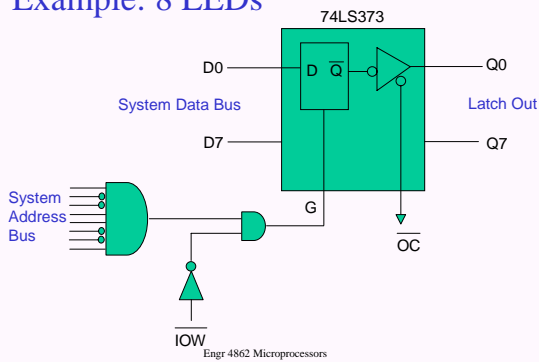 Example: 8 LEDs
74LS373
D0
D Q
Q0
System Data Bus
Latch Out
D7
Q7
System
Address
Bus
G
OC
IOW
Engr 4862 Microprocessors